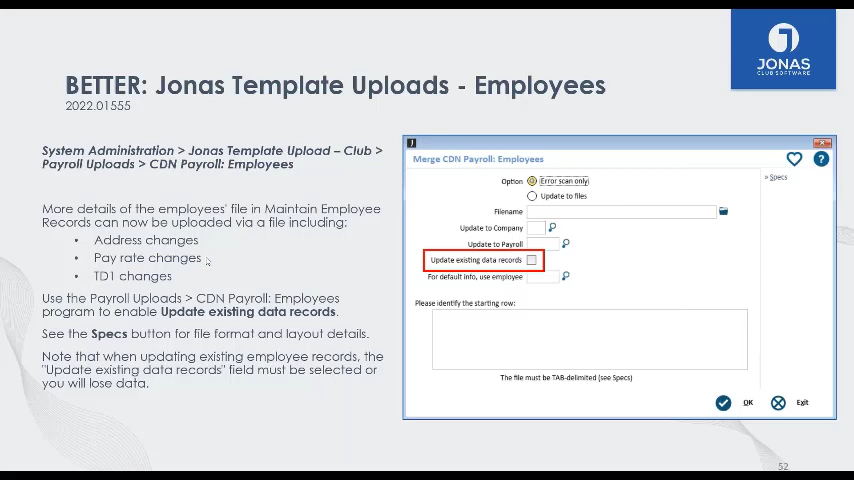 JONAS
CLUB SOFTWARE
BETTER: Jonas Template Uploads - Employees
2022.01555
System Administration > Jonas Template Upload – Club >
Payroll Uploads > CDN Payroll: Employees
More details of the employees' file in Maintain Employee
Records can now be uploaded via a file including:
• Address changes
• Pay rate changes
• TD1 changes
Use the Payroll Uploads > CDN Payroll: Employees
program to enable Update existing data records.
See the Specs button for file format and layout details.
Note that when updating existing employee records, the
"Update existing data records" field must be selected or
you will lose data.
Merge CDN Payroll: Employees
Option Error scan only
Update to files
Filename
Update to Company
Update to Payroll
Update existing data records
For default info, use employee
» Specs
Please identify the starting row:
The file must be TAB-delimited (see Specs)
OK Exit
52